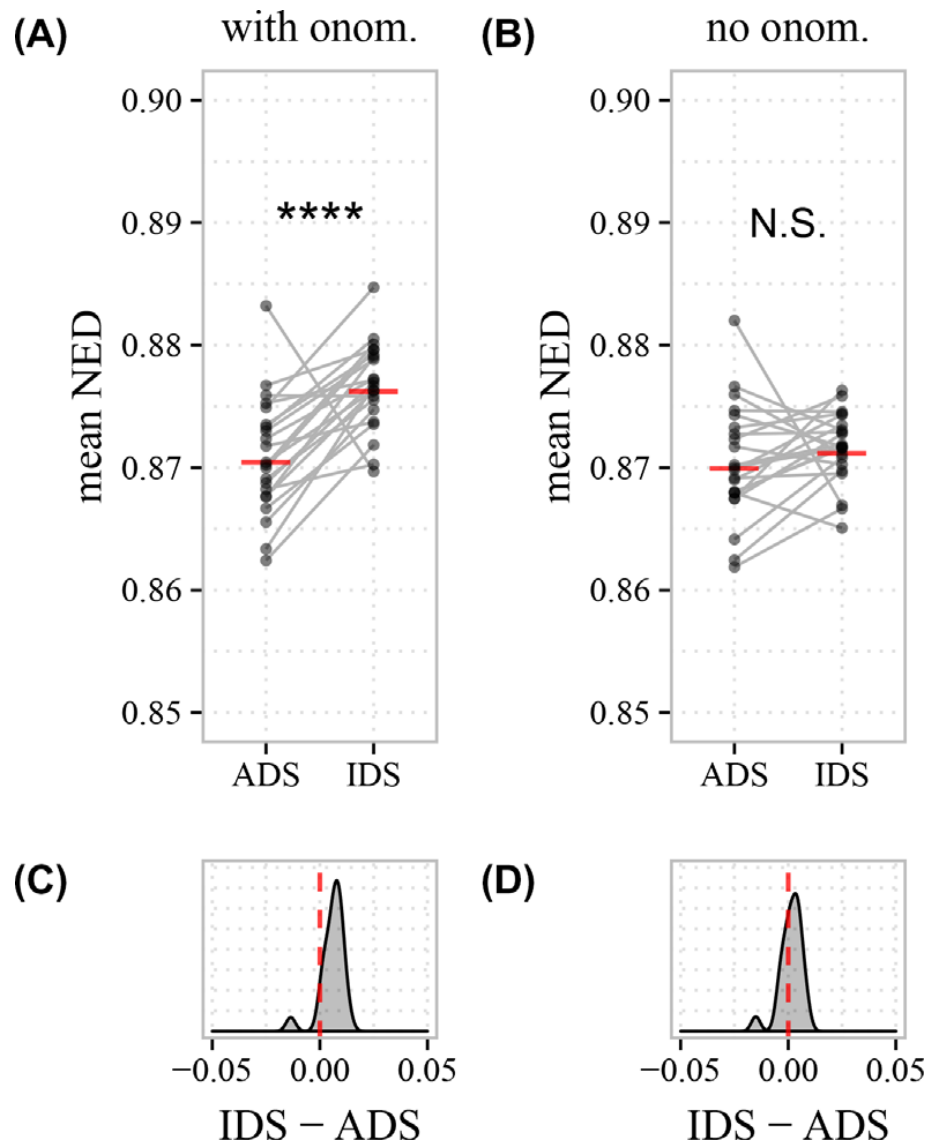 (A) with onom.
0.90
0.89
0.88
0.87
0.86
0.85
mean NED
****
ADS IDS
(B) no onom.
0.90
0.89
0.88
0.87
0.86
0.85
mean NED
N.S.
ADS IDS
(C)
−0.05 0.00 0.05
IDS − ADS
(D)
−0.05 0.00 0.05
IDS − ADS